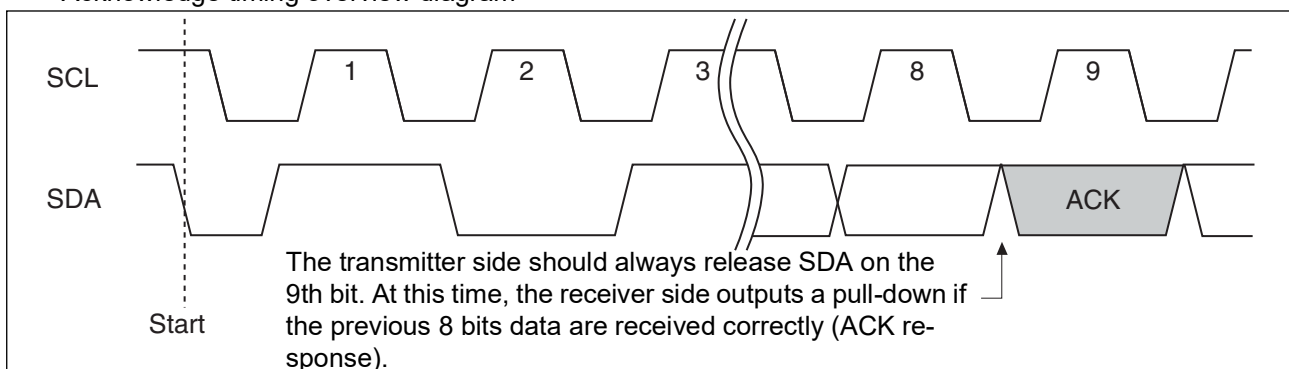 SCL
1
2
3
8
9
SDA
ACK
The transmitter side should always release SDA on the
9th bit. At this time, the receiver side outputs a pull-down if
Start
the previous 8 bits data are received correctly (ACK re-
sponse).